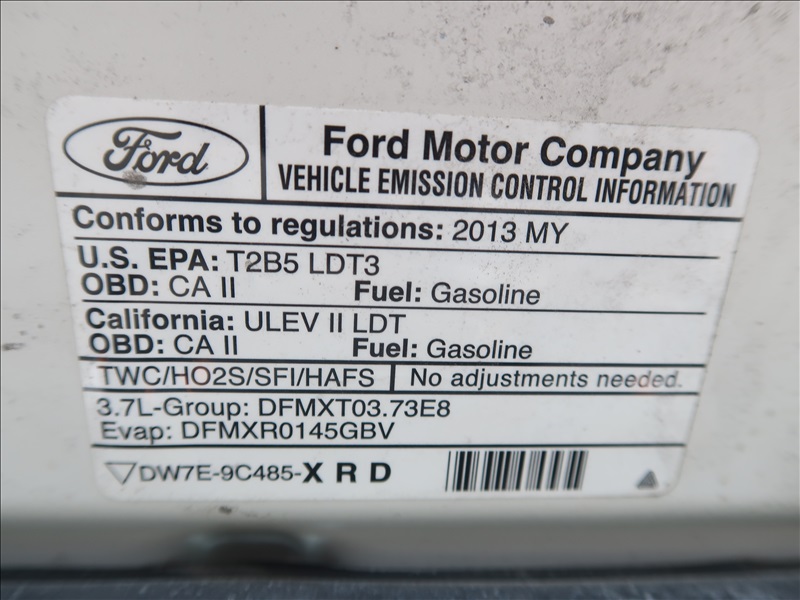 Ford
Ford Motor Company
VEHICLE EMISSION CONTROL INFORMATION
Conforms to regulations: 2013 MY
U.S. EPA: T2B5 LDT3
OBD: CA II Fuel: Gasoline
California: ULEV II LDT
OBD: CA II Fuel: Gasoline
TWC/HO2S/SFI/HAFS No adjustments needed.
3.7L-Group: DFMXT03.73E8
Evap: DFMXR0145GBV
DW7E-9C485-X R D